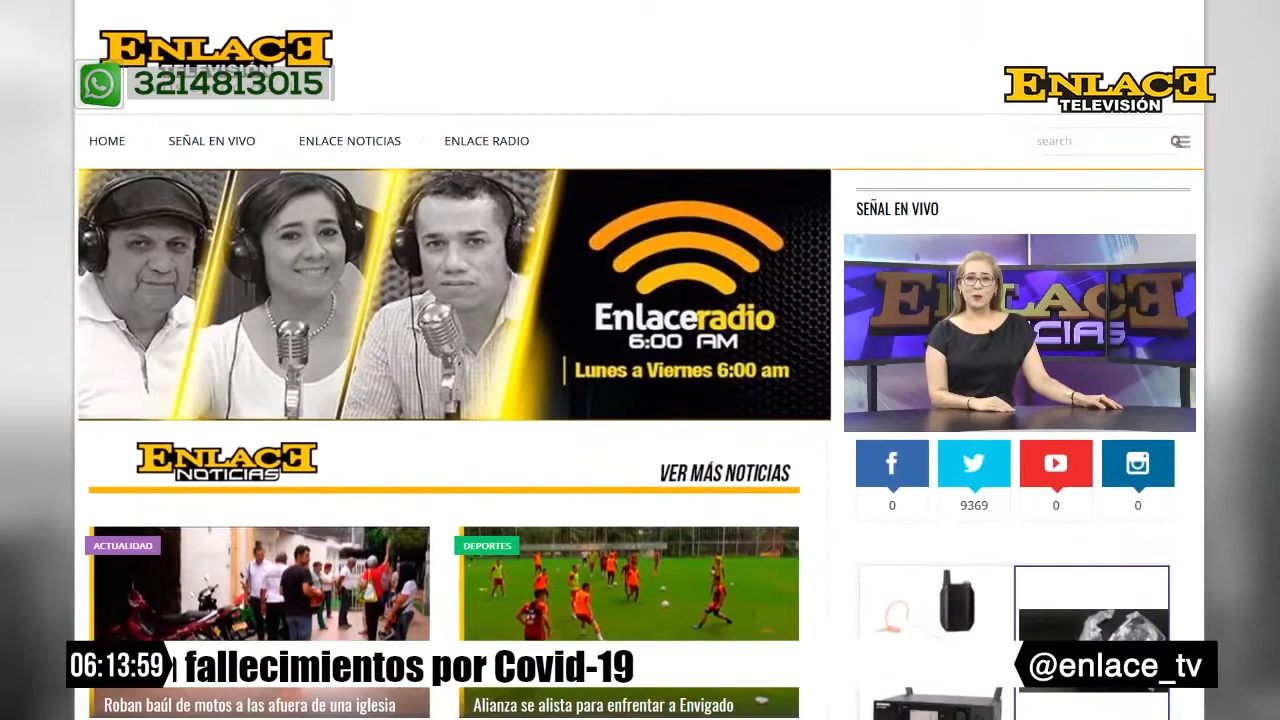 ENLACE
TELEVISIÓN
3214813015
ENLACE
TELEVISIÓN
HOME
SEÑAL EN VIVO
ENLACE NOTICIAS
ENLACE RADIO
search
SEÑAL EN VIVO
Enlaceradio
6:00 AM
Lunes a Viernes 6:00 am
ENLACE
NOTICIAS
VER MÁS NOTICIAS
0
9369
0
0
ACTUALIDAD
DEPORTES
06:13:59
fallecimientos por Covid-19
@enlace_tv
Roban baúl de motos a las afuera de una iglesia
Alianza se alista para enfrentar a Envigado